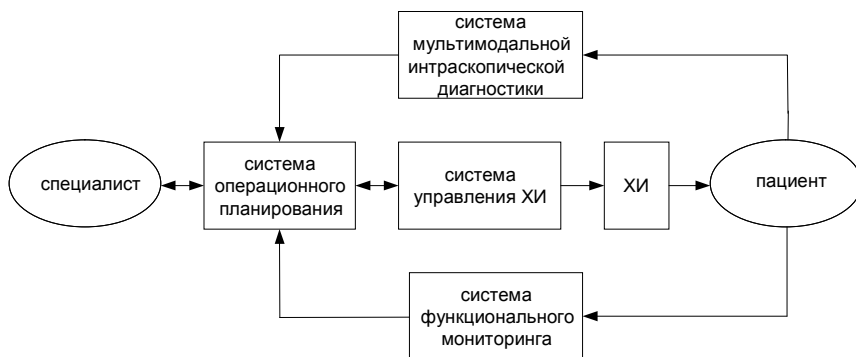 система
мультимодальной
интраскопической
диагностики
специалист
система
операционного
планирования
система
управления ХИ
ХИ
пациент
система
функционального
мониторинга